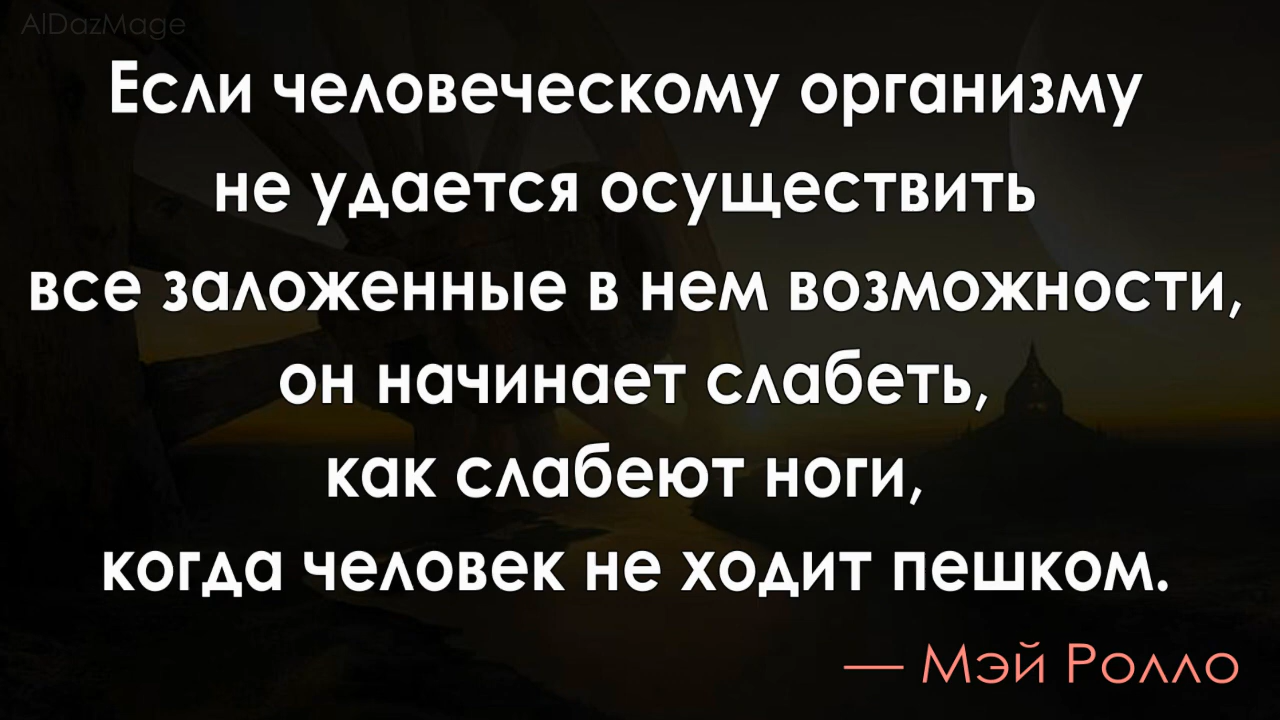 AlDazMage
Если человеческому организму
не удается осуществить
все заложенные в нем возможности,
он начинает слабеть,
как слабеют ноги,
когда человек не ходит пешком.
— Мэй Ролло